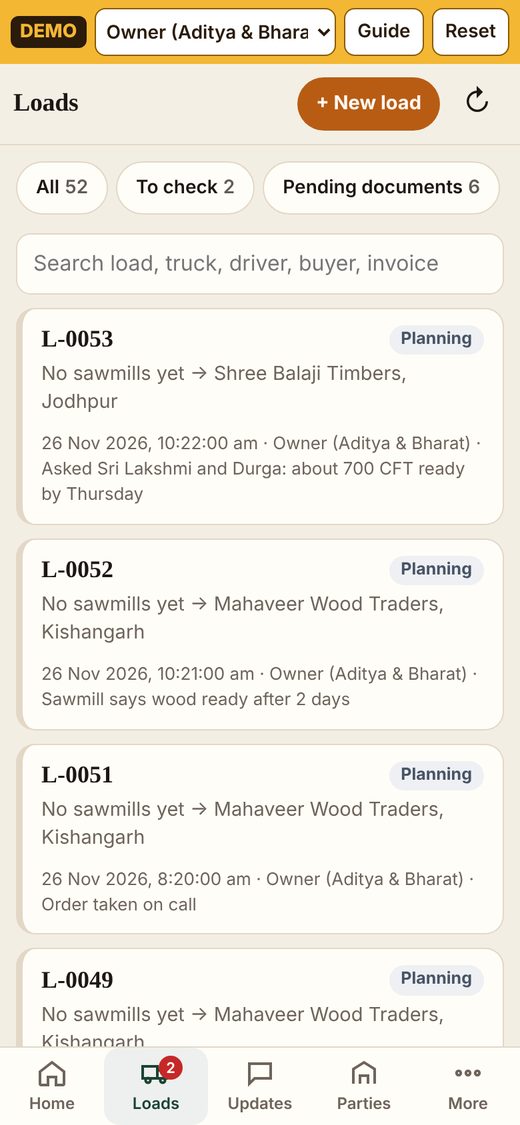 DEMO
Owner (Aditya & Bhara
Guide
Reset
Loads
+ New load
All 52
To check 2
Pending documents 6
Search load, truck, driver, buyer, invoice
L-0053
Planning
No sawmills yet → Shree Balaji Timbers,
Jodhpur
26 Nov 2026, 10:22:00 am · Owner (Aditya & Bharat) ·
Asked Sri Lakshmi and Durga: about 700 CFT ready
by Thursday
L-0052
Planning
No sawmills yet → Mahaveer Wood Traders,
Kishangarh
26 Nov 2026, 10:21:00 am · Owner (Aditya & Bharat) ·
Sawmill says wood ready after 2 days
L-0051
Planning
No sawmills yet → Mahaveer Wood Traders,
Kishangarh
26 Nov 2026, 8:20:00 am · Owner (Aditya & Bharat) ·
Order taken on call
L-0049
Planning
No sawmills yet → Mahaveer Wood Traders,
Kishangarh
2
Home
Loads
Updates
Parties
More